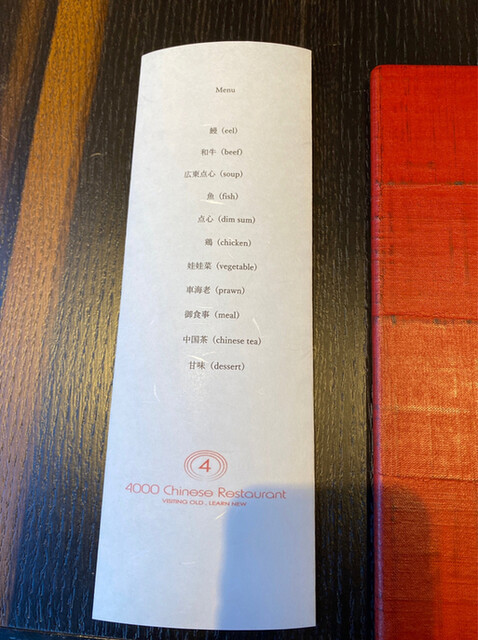 Menu
鰻 (eel)
和牛 (beef)
広東点心 (soup)
魚 (fish)
点心 (dim sum)
鶏 (chicken)
娃娃菜 (vegetable)
車海老 (prawn)
御食事 (meal)
中国茶 (chinese tea)
甘味 (dessert)
4
4000 Chinese Restaurant
VISITING OLD, LEARN NEW